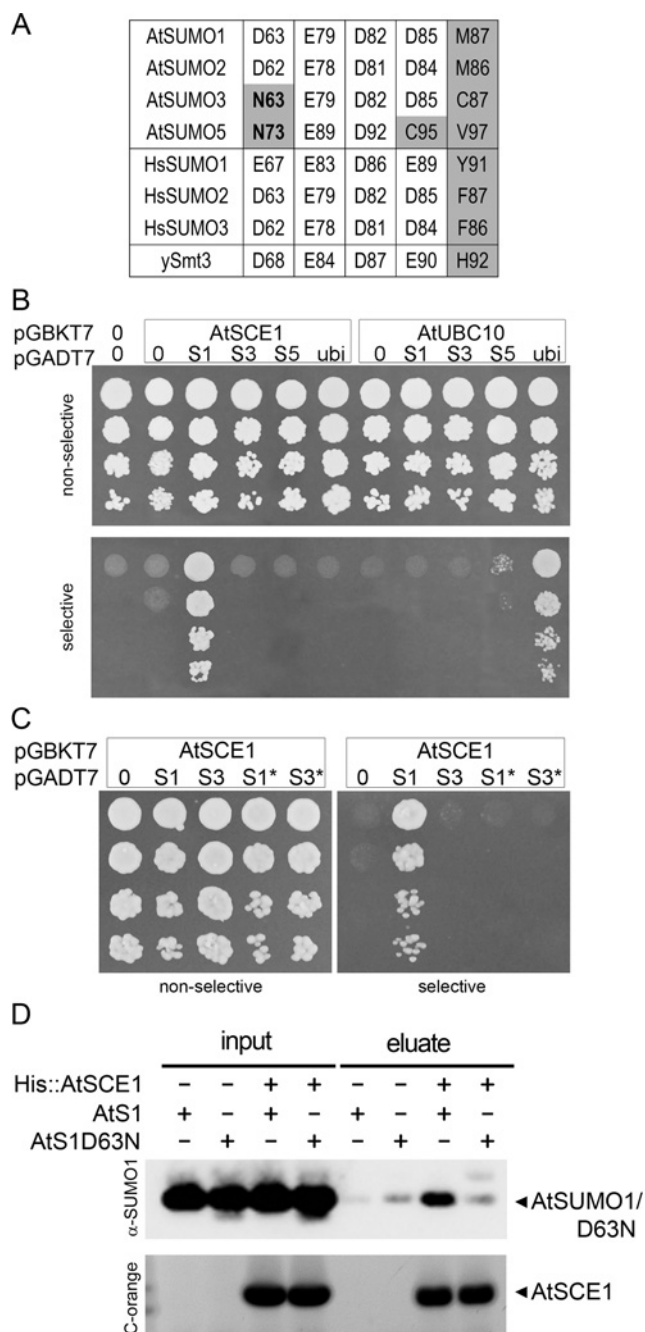 A
AtSUMO1 D63 E79 D82 D85 M87
AtSUMO2 D62 E78 D81 D84 M86
AtSUMO3 N63 E79 D82 D85 C87
AtSUMO5 N73 E89 D92 C95 V97
HsSUMO1 E67 E83 D86 E89 Y91
HsSUMO2 D63 E79 D82 D85 F87
HsSUMO3 D62 E78 D81 D84 F86
ySmt3 D68 E84 D87 E90 H92
B
pGBKT7 0 AtSCE1 AtUBC10
pGADT7 0 0 S1 S3 S5 ubi 0 S1 S3 S5 ubi
non-selective
selective
C
pGBKT7 AtSCE1 AtSCE1
pGADT7 0 S1 S3 S1* S3* 0 S1 S3 S1* S3*
non-selective selective
D
input eluate
His::AtSCE1 – – + + – – + +
AtS1 + – + – + – + –
AtS1D63N – + – + – + – +
α-SUMO1
◄AtSUMO1/
D63N
C-orange
◄AtSCE1